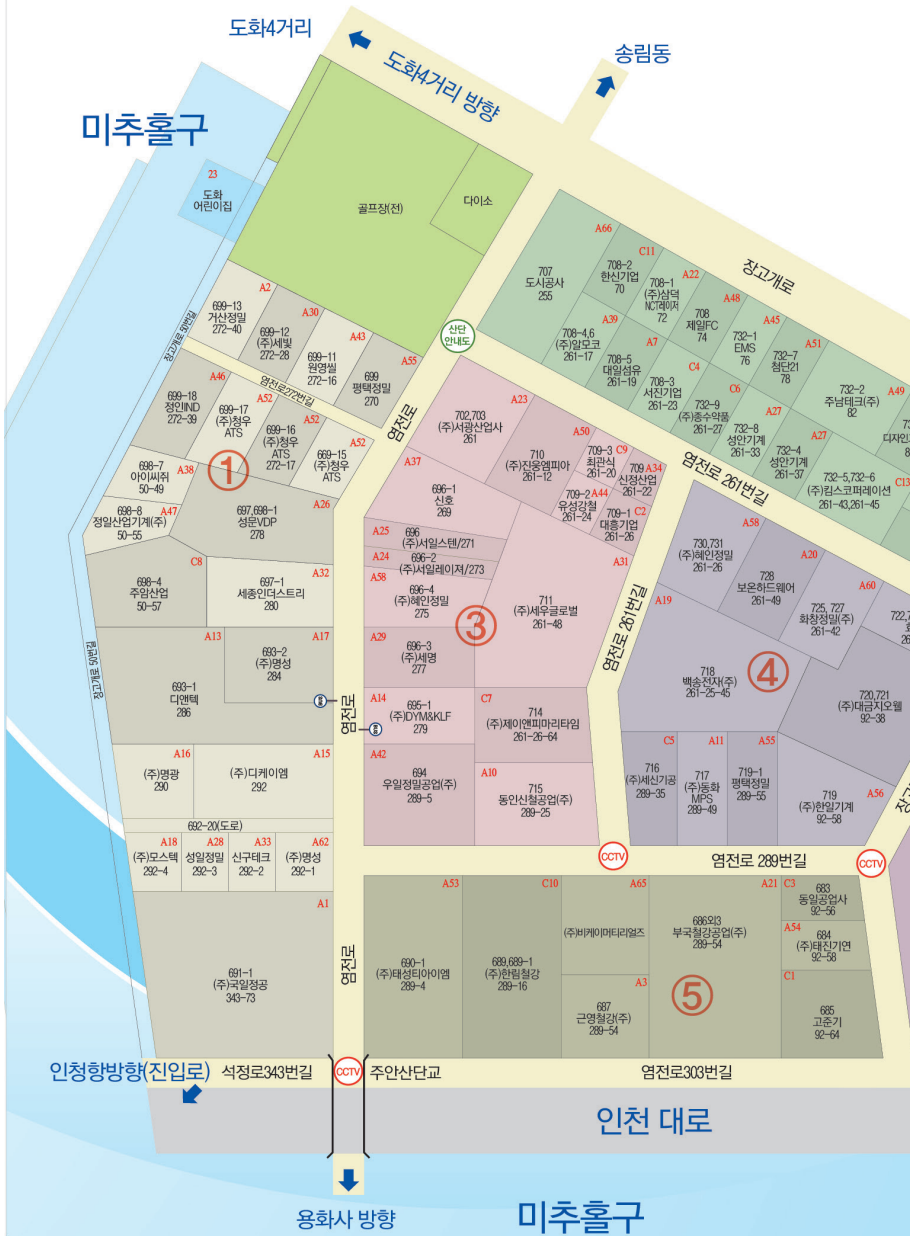 도화4거리
송림동
도화4거리 방향
미추홀구
23
도화
어린이집
골프장(전)
다이소
산단
안내도
장고개로
장고개로 50번길
염전로272번길
염전로
염전로 261번길
A2
699-13
거산정밀
272-40
A30
699-12
(주)세빛
272-28
A43
699-11
원영씰
272-16
A55
699
평택정밀
270
A46
699-18
정인IND
272-39
A52
699-17
(주)청우
ATS
A52
699-16
(주)청우
ATS
272-17
A52
669-15
(주)청우
ATS
①
A38
698-7
아이씨쥐
50-49
A47
698-8
정일산업기계(주)
50-55
A26
697,698-1
성문VDP
278
C8
698-4
주암산업
50-57
A32
697-1
세종인더스트리
280
A13
693-1
디앤텍
286
A17
693-2
(주)명성
284
장고개로 50번길
A16
(주)명광
290
A15
(주)디케이엠
292
692-20(도로)
A18
(주)모스텍
292-4
A28
성일정밀
292-3
A33
신구테크
292-2
A62
(주)명성
292-1
A1
691-1
(주)국일정공
343-73
A66
707
도시공사
255
C11
708-2
한신기업
70
A22
708-1
(주)삼덕
NC레이저
72
A48
708
제일FC
74
A45
732-1
EMS
76
A51
732-7
첨단21
78
A49
732-2
주남테크(주)
82
디자인
A39
708-4,6
(주)알모코
261-17
A7
708-5
대일섬유
261-19
C4
708-3
서진기업
261-23
C6
732-9
(주)종수약품
261-27
A27
732-8
성안기계
261-33
A27
732-4
성안기계
261-37
C13
732-5,732-6
(주)킴스코퍼레이션
261-43,261-45
A23
702,703
(주)서광산업사
261
A50
710
(주)진웅엠피아
261-12
C9
709-3
최관식
261-20
A34
709
신정산업
261-22
A44
709-2
유성강철
261-24
C2
709-1
대흥기업
261-26
A37
696-1
신호
269
A25
696
(주)서일스텐/271
A24
696-2
(주)서일레이져/273
A58
696-4
(주)혜인정밀
275
A31
711
(주)세우글로벌
261-48
③
A29
696-3
(주)세명
277
A14
695-1
(주)DYM&KLF
279
C7
714
(주)제이앤피마리타임
261-26-64
A42
694
우일정밀공업(주)
289-5
A10
715
동인신철공업(주)
289-25
염전로
염전로 261번길
A58
730,731
(주)혜인정밀
261-26
A20
728
보온하드웨어
261-49
A60
725, 727
화창정밀(주)
261-42
A19
718
백송전자(주)
261-25-45
④
720,721
(주)대금지오웰
92-38
C5
716
(주)세신기공
289-35
A11
717
(주)동화
MPS
289-49
A55
719-1
평택정밀
289-55
A56
719
(주)한일기계
92-58
장고
CCTV
염전로 289번길
CCTV
염전로
A53
690-1
(주)태성티아이엠
289-4
C10
689,689-1
(주)한림철강
289-16
A65
(주)비케이머티리얼즈
A3
687
근영철강(주)
289-54
A21
686외3
부국철강공업(주)
289-54
⑤
C3
683
동일공업사
92-56
A54
684
(주)태진기연
92-58
C1
685
고준기
92-64
인청항방향(진입로)
석정로343번길
CCTV
주안산단교
염전로303번길
인천 대로
용화사 방향
미추홀구